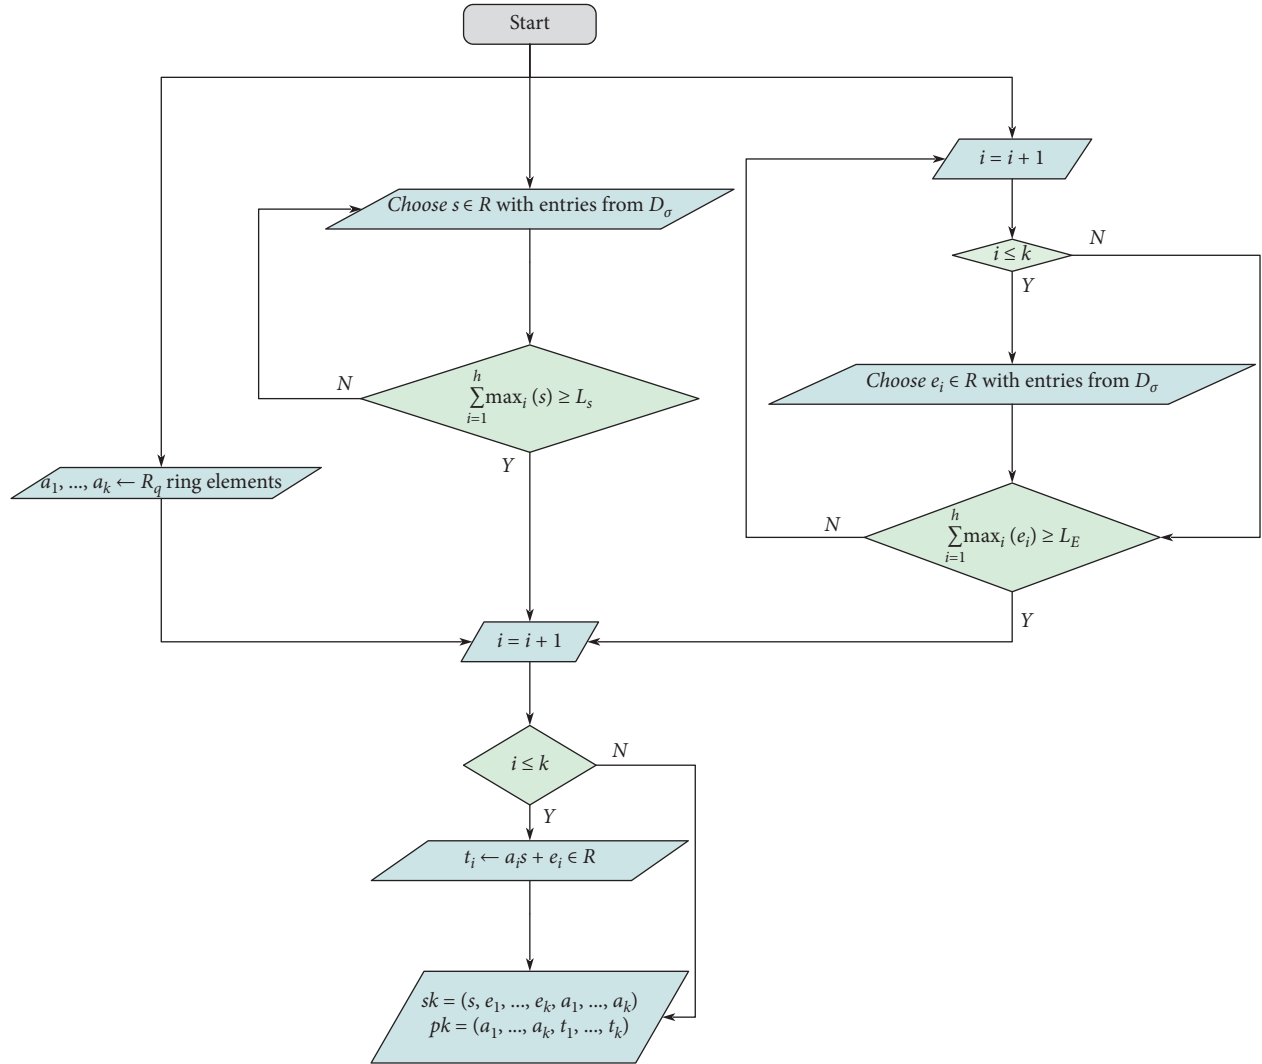 Start
i = i + 1
Choose s ∈ R with entries from D_σ
i ≤ k
N
Y
Choose e_i ∈ R with entries from D_σ
N
∑_{i=1}^{h} max_i (s) ≥ L_s
Y
a_1, ..., a_k ← R_q ring elements
N
∑_{i=1}^{h} max_i (e_i) ≥ L_E
Y
i = i + 1
i ≤ k
N
Y
t_i ← a_i s + e_i ∈ R
sk = (s, e_1, ..., e_k, a_1, ..., a_k)
pk = (a_1, ..., a_k, t_1, ..., t_k)